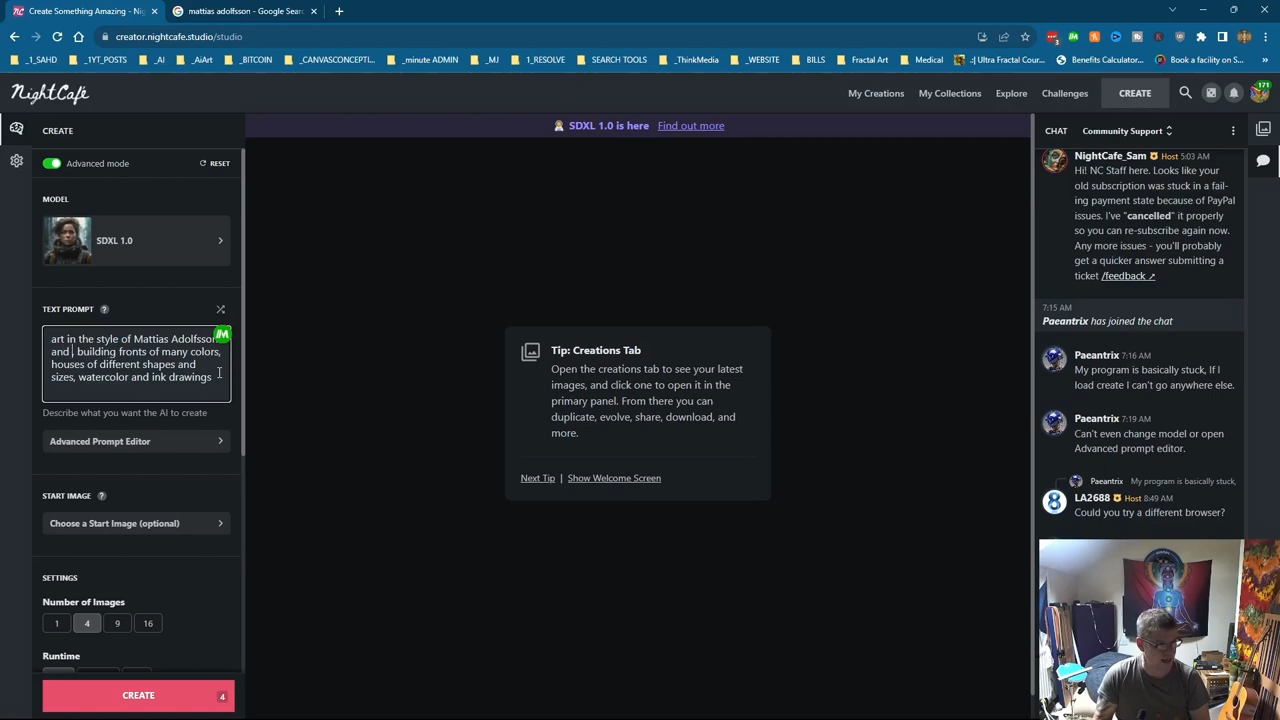 Create Something Amazing - Nig
mattias adolfsson - Google Sear
creator.nightcafe.studio/studio
_1_SAHD
_1YT_POSTS
_AI
_AiArt
_BITCOIN
_CANVASCONCEPTI...
_MJ
_minute ADMIN
1_RESOLVE
SEARCH TOOLS
_ThinkMedia
_WEBSITE
BILLS
Fractal Art
Medical
.:| Ultra Fractal Cour...
Benefits Calculator...
Book a facility on S...
NightCafé
My Creations
My Collections
Explore
Challenges
CREATE
171
CREATE
SDXL 1.0 is here Find out more
CHAT
Community Support
Advanced mode
RESET
MODEL
SDXL 1.0
TEXT PROMPT
art in the style of Mattias Adolfsson
and , building fronts of many colors,
houses of different shapes and
sizes, watercolor and ink drawings
Describe what you want the AI to create
Advanced Prompt Editor
START IMAGE
Choose a Start Image (optional)
SETTINGS
Number of Images
1
4
9
16
Runtime
CREATE
4
Tip: Creations Tab
Open the creations tab to see your latest
images, and click one to open it in the
primary panel. From there you can
duplicate, evolve, share, download, and
more.
Next Tip | Show Welcome Screen
NightCafe_Sam Host 5:03 AM
Hi! NC Staff here. Looks like your
old subscription was stuck in a fail-
ing payment state because of PayPal
issues. I've "cancelled" it properly
so you can re-subscribe again now.
Any more issues - you'll probably
get a quicker answer submitting a
ticket /feedback
7:15 AM
Paeantrix has joined the chat
Paeantrix 7:16 AM
My program is basically stuck, If I
load create I can't go anywhere else.
Paeantrix 7:19 AM
Can't even change model or open
Advanced prompt editor.
Paeantrix My program is basically stuck,
LA2688 Host 8:49 AM
Could you try a different browser?